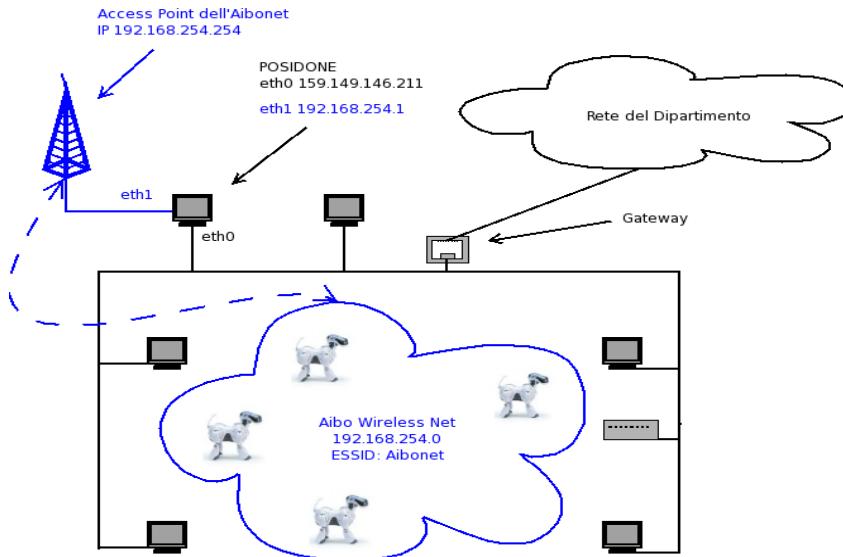 Access Point dell'Aibonet
IP 192.168.254.254
POSIDONE
eth0 159.149.146.211
eth1 192.168.254.1
Rete del Dipartimento
eth1
Gateway
eth0
Aibo Wireless Net
192.168.254.0
ESSID: Aibonet